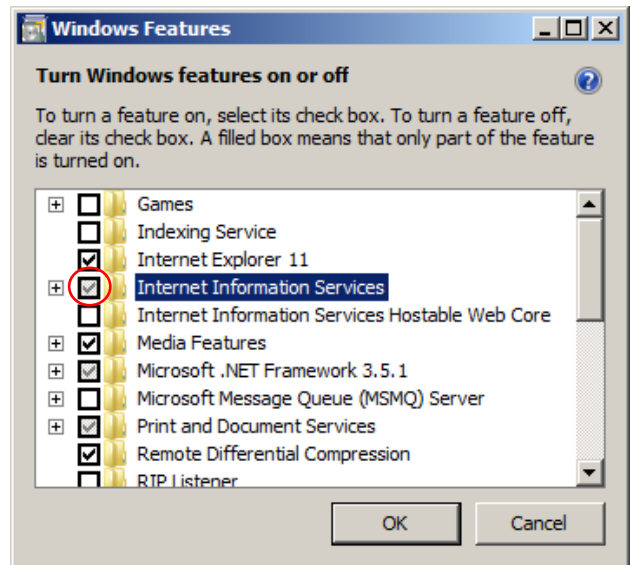 Windows Features
Turn Windows features on or off
To turn a feature on, select its check box. To turn a feature off,
clear its check box. A filled box means that only part of the feature
is turned on.
Games
Indexing Service
Internet Explorer 11
Internet Information Services
Internet Information Services Hostable Web Core
Media Features
Microsoft .NET Framework 3.5.1
Microsoft Message Queue (MSMQ) Server
Print and Document Services
Remote Differential Compression
RIP Listener
OK Cancel